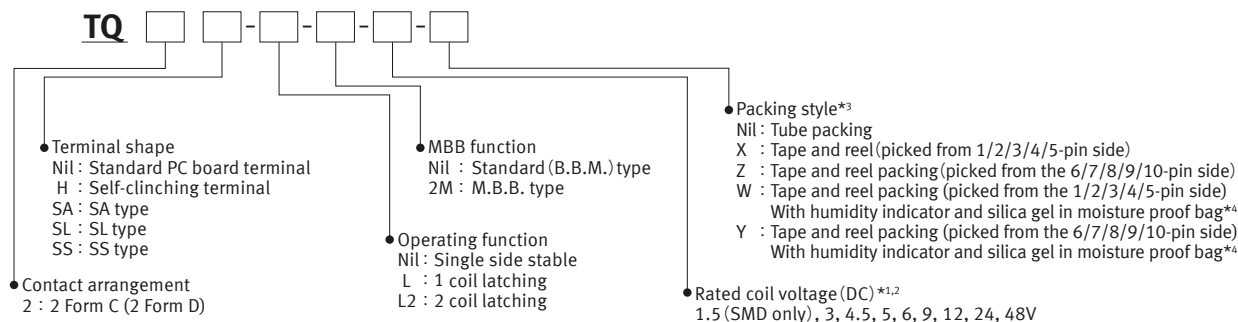 TQ □ □-□-□-□-□
● Terminal shape
Nil : Standard PC board terminal
H : Self-clinching terminal
SA : SA type
SL : SL type
SS : SS type
● Contact arrangement
2 : 2 Form C (2 Form D)
● MBB function
Nil : Standard (B.B.M.) type
2M : M.B.B. type
● Operating function
Nil : Single side stable
L : 1 coil latching
L2 : 2 coil latching
● Packing style*3
Nil : Tube packing
X : Tape and reel (picked from 1/2/3/4/5-pin side)
Z : Tape and reel packing (picked from the 6/7/8/9/10-pin side)
W : Tape and reel packing (picked from the 1/2/3/4/5-pin side)
With humidity indicator and silica gel in moisture proof bag*4
Y : Tape and reel packing (picked from the 6/7/8/9/10-pin side)
With humidity indicator and silica gel in moisture proof bag*4
● Rated coil voltage (DC) *1,2
1.5 (SMD only), 3, 4.5, 5, 6, 9, 12, 24, 48V